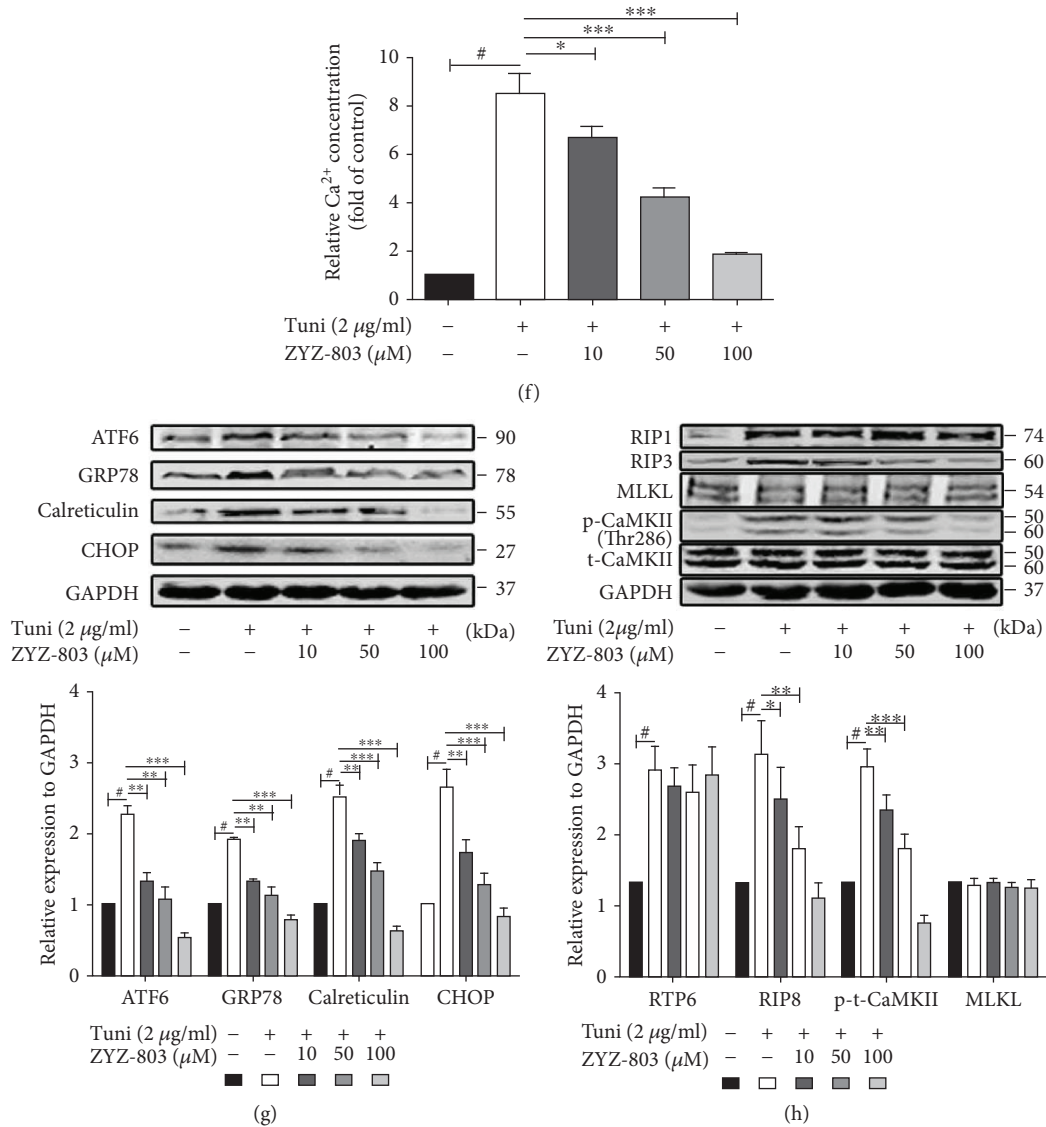 ***
***
*
#
10
8
6
4
2
0
Relative Ca²⁺ concentration
(fold of control)
Tuni (2 μg/ml) − + + + +
ZYZ-803 (μM) − − 10 50 100
(f)
ATF6 90
GRP78 78
Calreticulin 55
CHOP 27
GAPDH 37
Tuni (2 μg/ml) − + + + + (kDa)
ZYZ-803 (μM) − − 10 50 100
RIP1 74
RIP3 60
MLKL 54
p-CaMKII 50
(Thr286) 60
t-CaMKII 50
60
GAPDH 37
Tuni (2μg/ml) − + + + + (kDa)
ZYZ-803 (μM) − − 10 50 100
4
3
2
1
0
Relative expression to GAPDH
# ** ** ***
# ** ** ***
# ** *** ***
# ** *** ***
ATF6 GRP78 Calreticulin CHOP
Tuni (2 μg/ml) − + + + +
ZYZ-803 (μM) − − 10 50 100
(g)
4
3
2
1
0
Relative expression to GAPDH
#
# * **
# ** ***
RTP6 RIP8 p-t-CaMKII MLKL
Tuni (2 μg/ml) − + + + +
ZYZ-803 (μM) − − 10 50 100
(h)